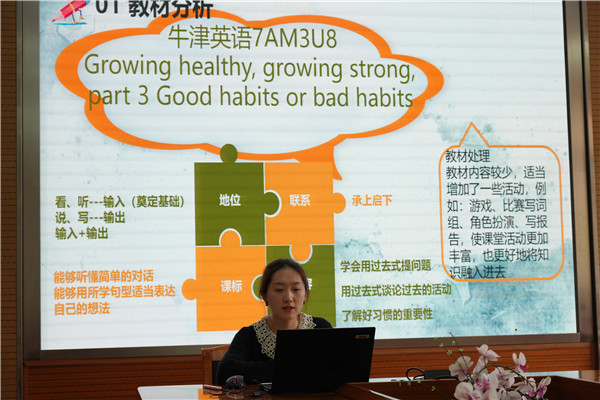 01 教材分析
牛津英语7AM3U8
Growing healthy, growing strong,
part 3 Good habits or bad habits
教材处理
教材内容较少，适当
增加了一些活动，例
如：游戏、比赛写词
组、角色扮演、写报
告，使课堂活动更加
丰富，也更好地将知
识融入进去
看、听---输入（奠定基础）
说、写---输出
输入+输出
地位
联系
承上启下
能够听懂简单的对话
能够用所学句型适当表达
自己的想法
课标
学会用过去式提问题
用过去式谈论过去的活动
了解好习惯的重要性